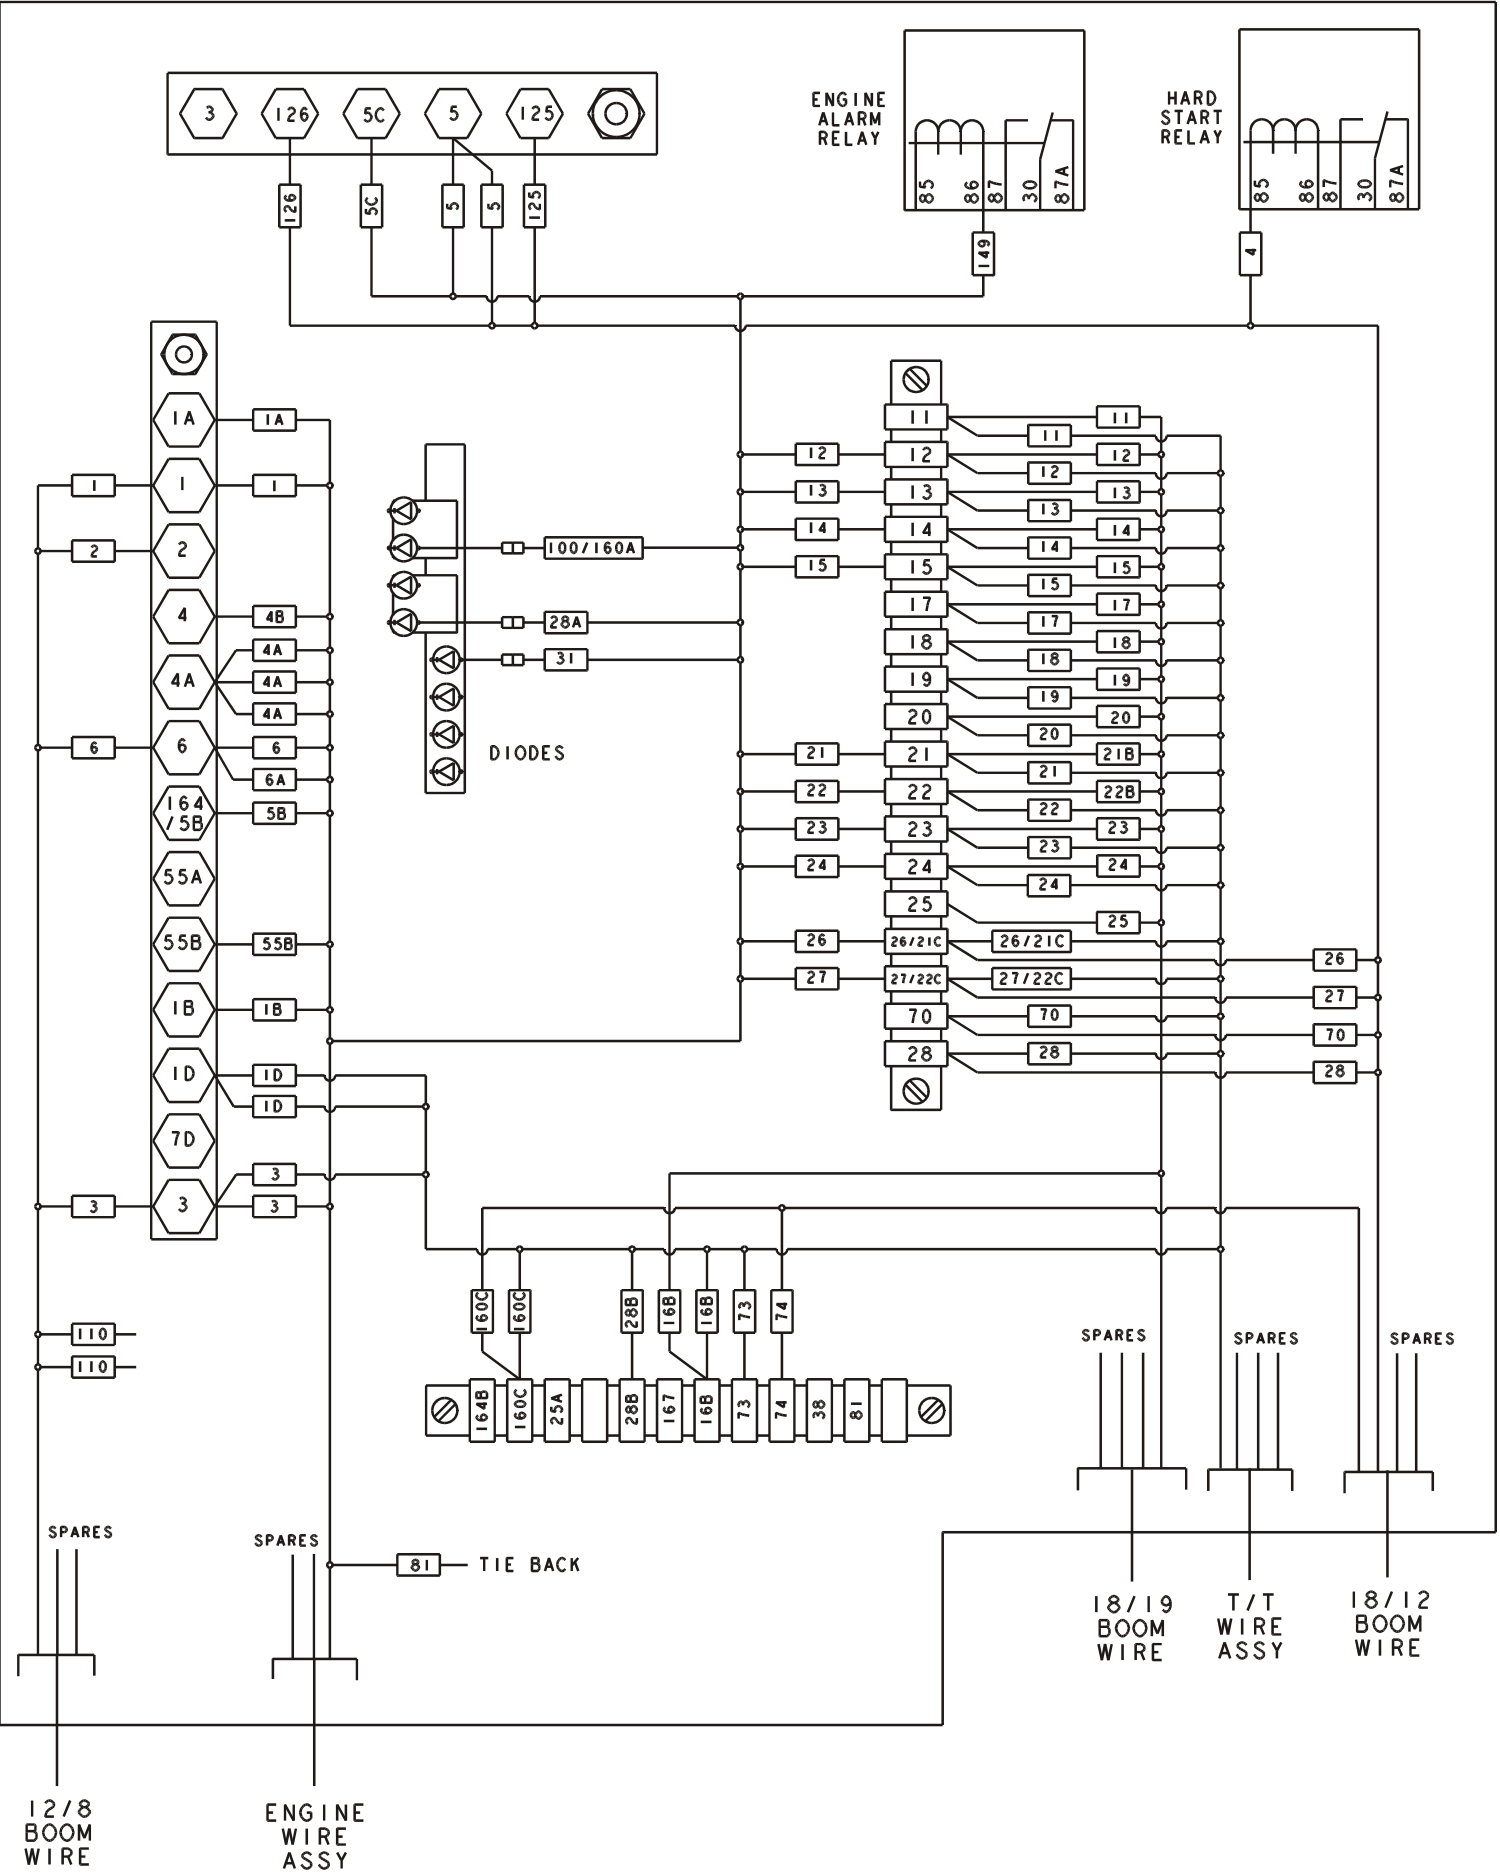 ENGINE
ALARM
RELAY
HARD
START
RELAY
3
126
5C
5
125
85
86
87
30
87A
85
86
87
30
87A
126
5C
5
5
125
149
4
1A
1A
1
1
1
2
2
4
4B
4A
4A
4A
4A
6
6
6
6A
164
/5B
5B
55A
55B
55B
1B
1B
1D
1D
1D
7D
3
3
3
3
110
110
100/160A
28A
31
DIODES
11
11
11
12
12
12
12
13
13
13
13
14
14
14
14
15
15
15
15
17
17
17
18
18
18
19
19
19
20
20
20
21
21
21B
21
22
22
22B
22
23
23
23
23
24
24
24
24
25
25
26
26/21C
26/21C
26
27
27/22C
27/22C
27
70
70
70
28
28
28
160C
160C
28B
16B
16B
73
74
164B
160C
25A
28B
167
16B
73
74
38
81
SPARES
SPARES
SPARES
SPARES
SPARES
81
TIE BACK
18/19
BOOM
WIRE
T/T
WIRE
ASSY
18/12
BOOM
WIRE
12/8
BOOM
WIRE
ENGINE
WIRE
ASSY